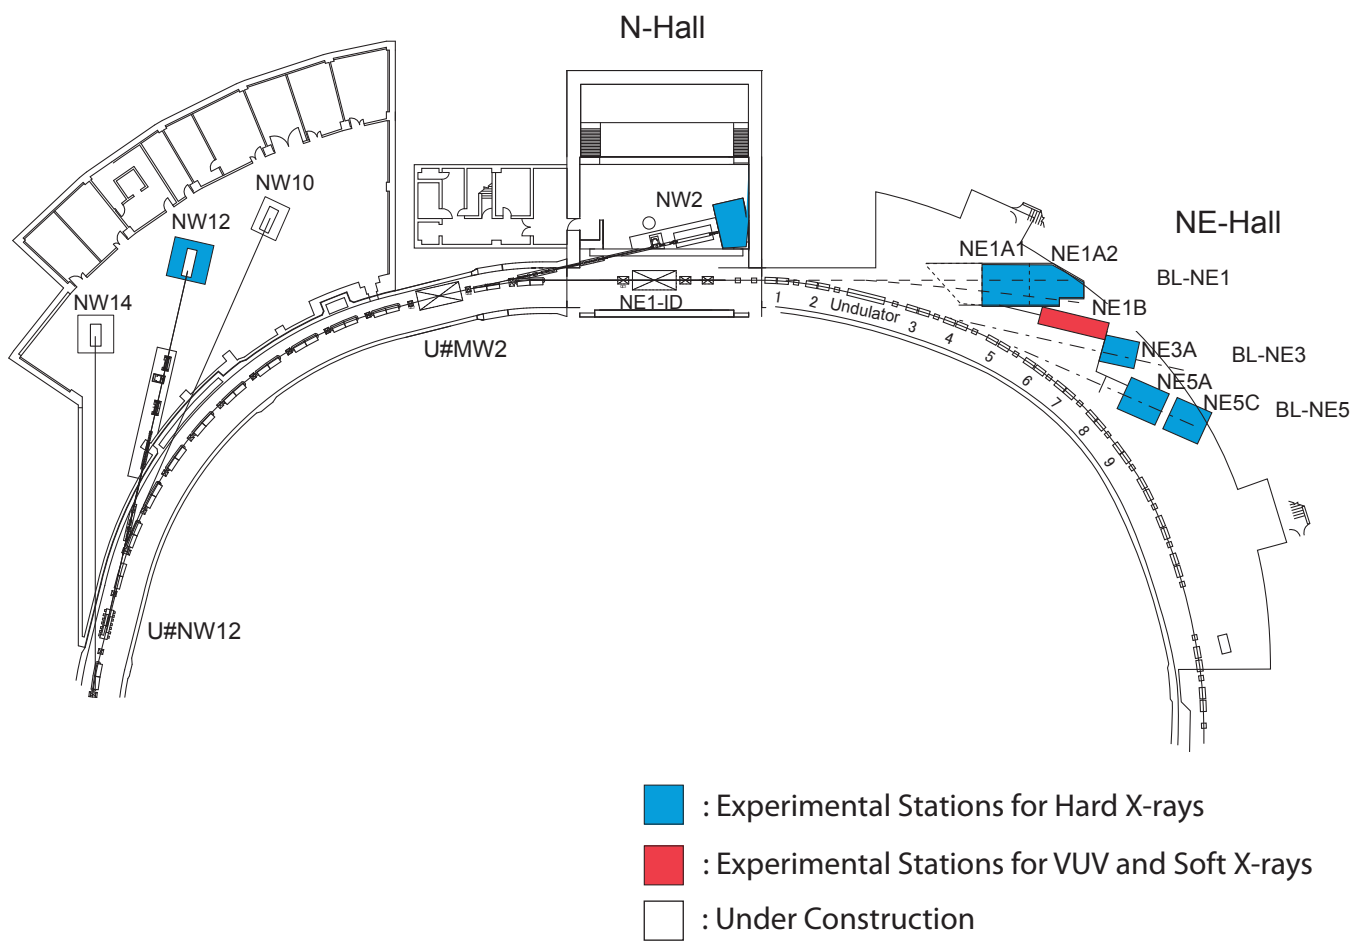 N-Hall
NW10
NW12
NW2
NE-Hall
NE1A1
NE1A2
BL-NE1
NW14
NE1-ID
NE1B
1
2
Undulator
3
4
5
6
7
8
9
U#MW2
NE3A
BL-NE3
NE5A
NE5C
BL-NE5
U#NW12
: Experimental Stations for Hard X-rays
: Experimental Stations for VUV and Soft X-rays
: Under Construction